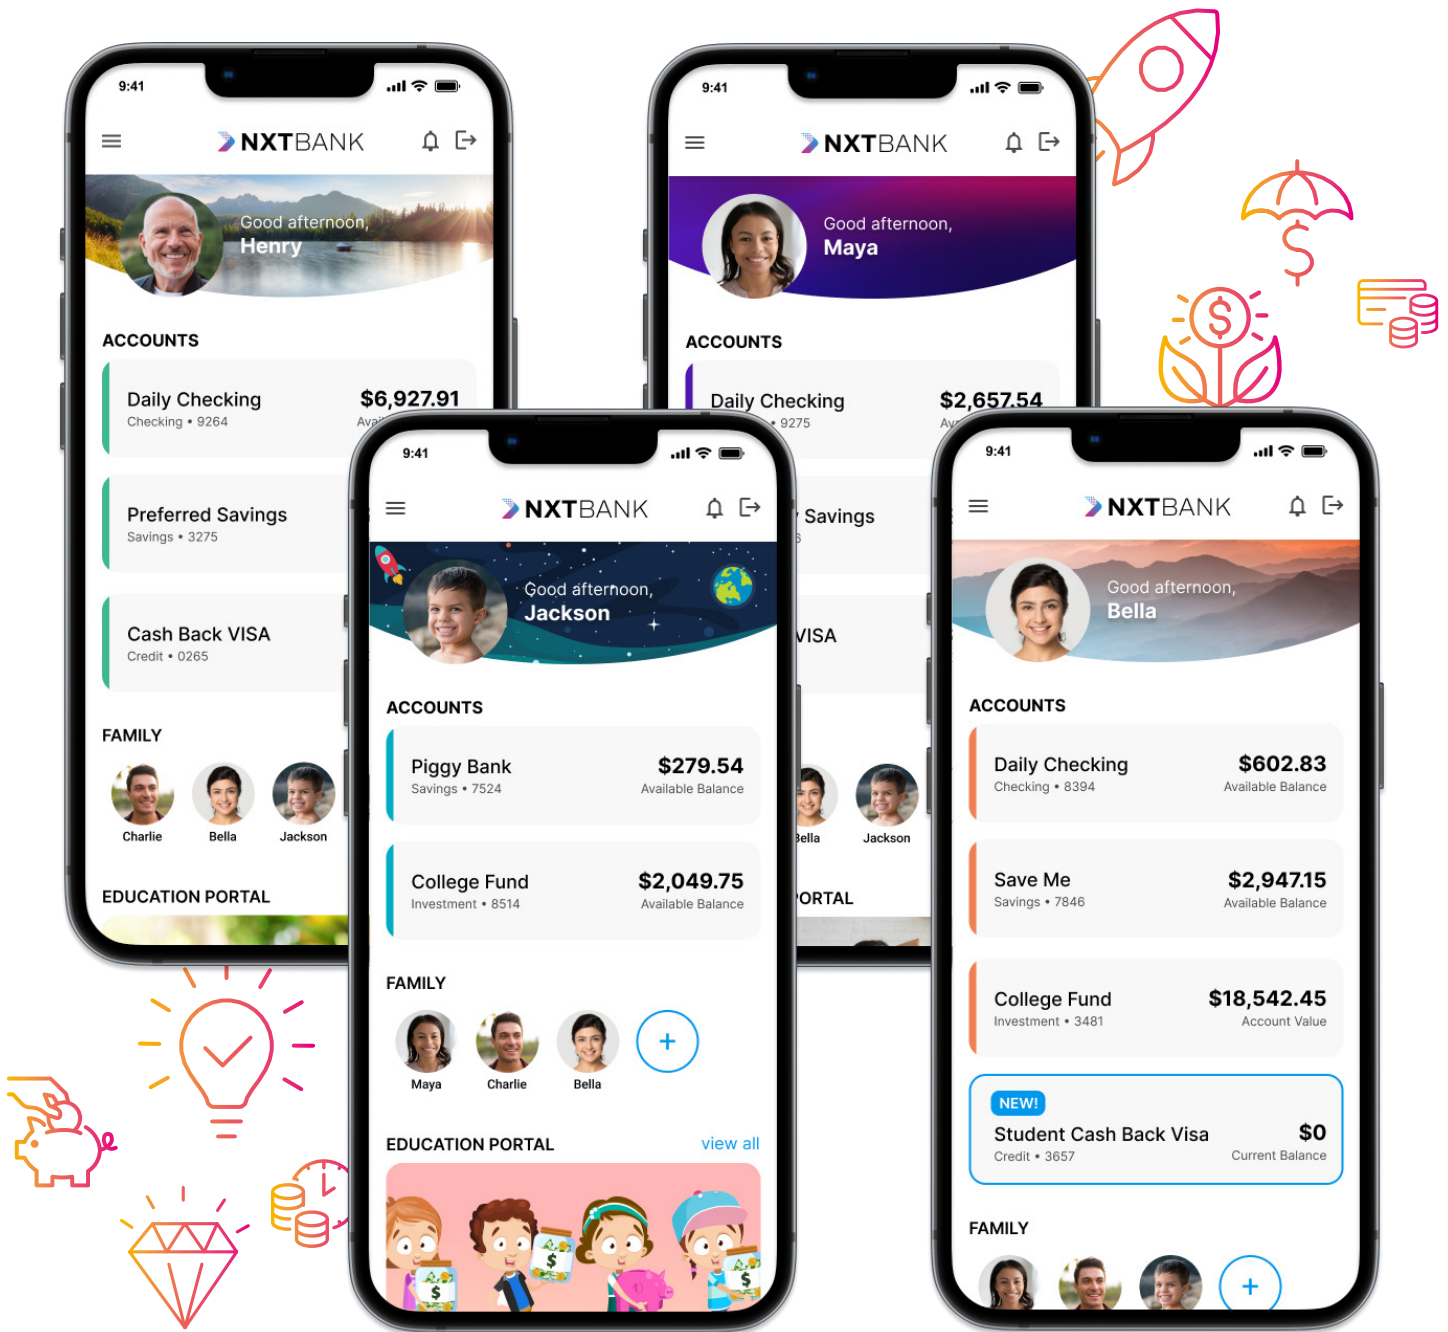 9:41
NXTBANK
Good afternoon,
Henry
ACCOUNTS
Daily Checking
$6,927.91
Checking • 9264
Preferred Savings
Savings • 3275
Cash Back VISA
Credit • 0265
FAMILY
Charlie
Bella
Jackson
EDUCATION PORTAL
9:41
NXTBANK
Good afternoon,
Maya
ACCOUNTS
Daily Checking
$2,657.54
• 9275
Savings
VISA
Jackson
9:41
NXTBANK
Good afternoon,
Jackson
ACCOUNTS
Piggy Bank
$279.54
Savings • 7524
Available Balance
College Fund
$2,049.75
Investment • 8514
Available Balance
FAMILY
+
Maya
Charlie
Bella
EDUCATION PORTAL
view all
$
$
$
9:41
NXTBANK
Good afternoon,
Bella
ACCOUNTS
Daily Checking
$602.83
Checking • 8394
Available Balance
Save Me
$2,947.15
Savings • 7846
Available Balance
College Fund
$18,542.45
Investment • 3481
Account Value
NEW!
Student Cash Back Visa
$0
Credit • 3657
Current Balance
FAMILY
+
$
$